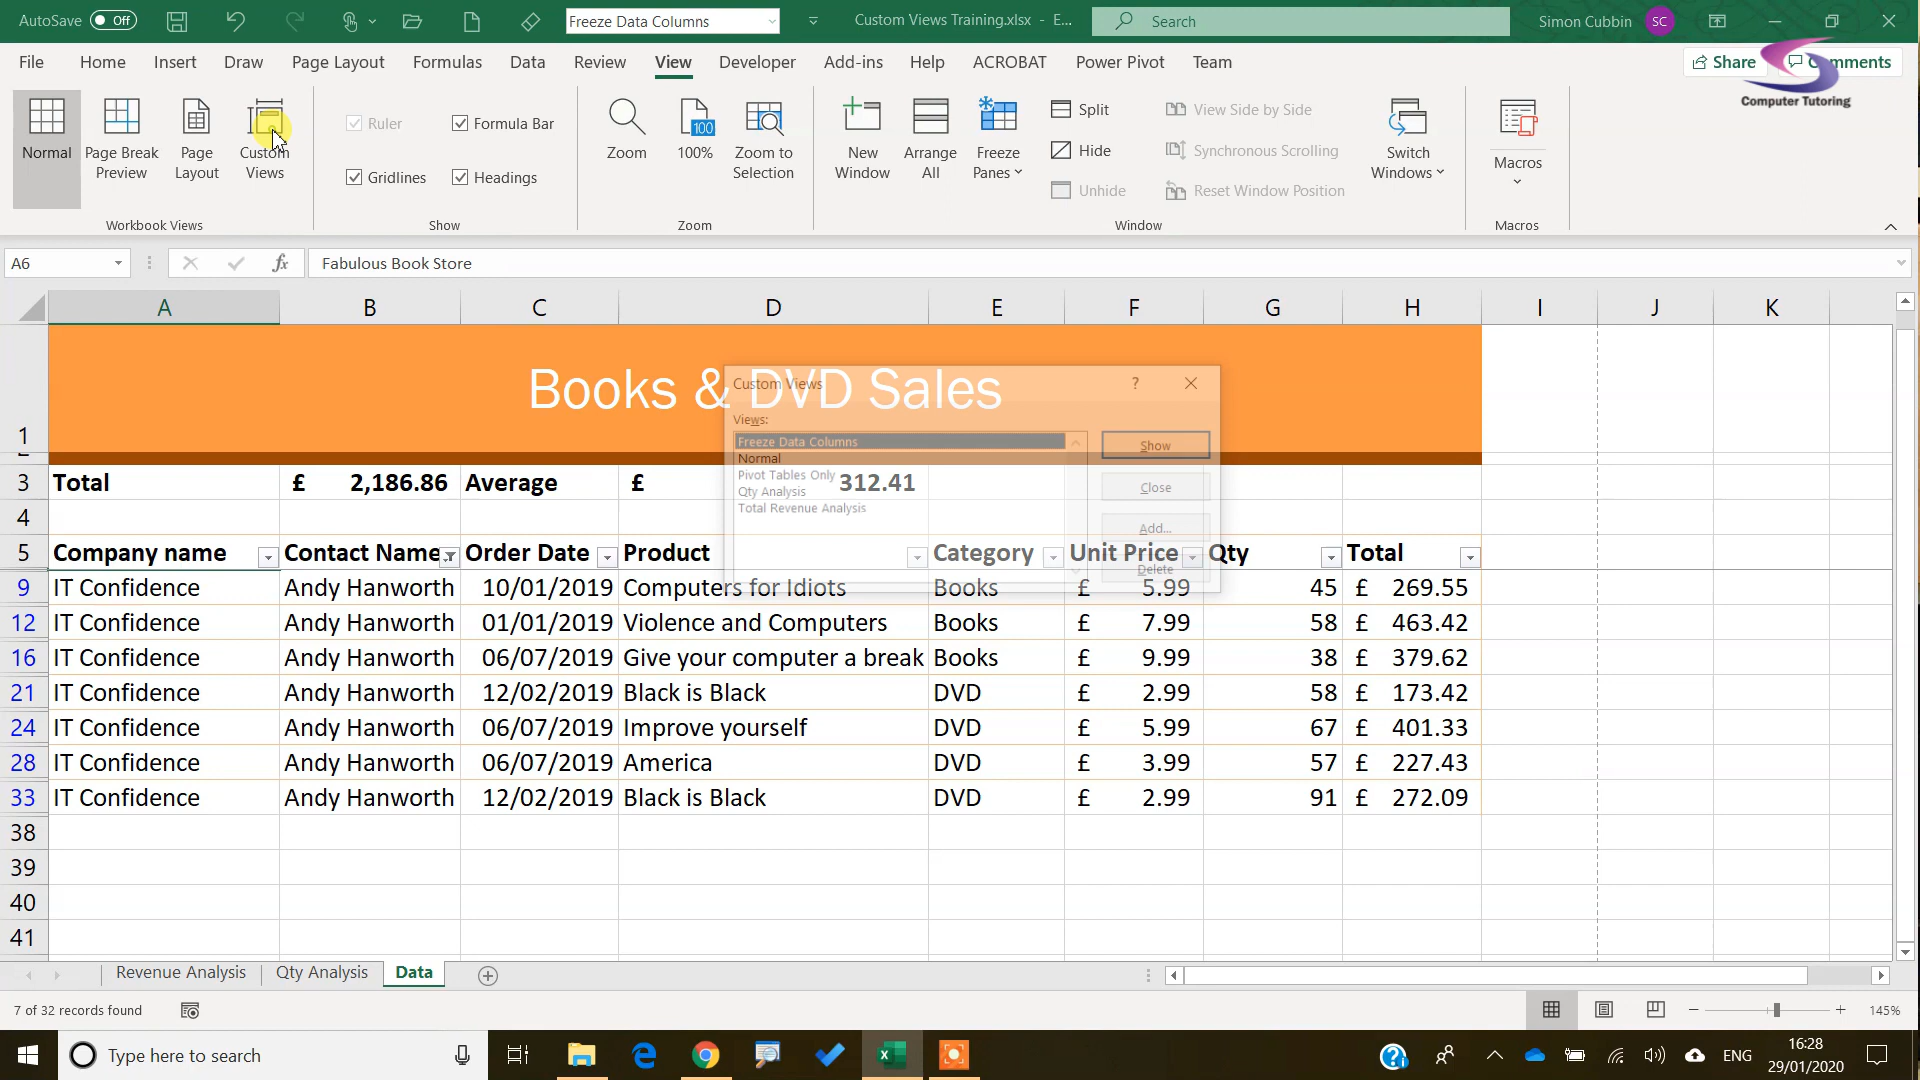 AutoSave Off Freeze Data Columns Custom Views Training.xlsx - E... Search Simon Cubbin SC
File Home Insert Draw Page Layout Formulas Data Review View Developer Add-ins Help ACROBAT Power Pivot Team Share Comments
Computer Tutoring
Normal
Page Break Preview
Page Layout
Custom Views
Workbook Views
Ruler Formula Bar
Gridlines Headings
Show
Zoom
100
100%
Zoom to Selection
Zoom
New Window
Arrange All
Freeze Panes
Split
Hide
Unhide
View Side by Side
Synchronous Scrolling
Reset Window Position
Switch Windows
Window
Macros
Macros
A6 fx Fabulous Book Store
A B C D E F G H I J K
1 Books & DVD Sales
Custom Views ?
Views:
Freeze Data Columns
Normal
Pivot Tables Only
Qty Analysis
Total Revenue Analysis
Show
Close
Add...
Delete
3 Total £ 2,186.86 Average £ 312.41
4
5 Company name Contact Name Order Date Product Category Unit Price Qty Total
9 IT Confidence Andy Hanworth 10/01/2019 Computers for Idiots Books £ 5.99 45 £ 269.55
12 IT Confidence Andy Hanworth 01/01/2019 Violence and Computers Books £ 7.99 58 £ 463.42
16 IT Confidence Andy Hanworth 06/07/2019 Give your computer a break Books £ 9.99 38 £ 379.62
21 IT Confidence Andy Hanworth 12/02/2019 Black is Black DVD £ 2.99 58 £ 173.42
24 IT Confidence Andy Hanworth 06/07/2019 Improve yourself DVD £ 5.99 67 £ 401.33
28 IT Confidence Andy Hanworth 06/07/2019 America DVD £ 3.99 57 £ 227.43
33 IT Confidence Andy Hanworth 12/02/2019 Black is Black DVD £ 2.99 91 £ 272.09
38
39
40
41
Revenue Analysis Qty Analysis Data
7 of 32 records found 145%
Type here to search ENG 16:28
29/01/2020